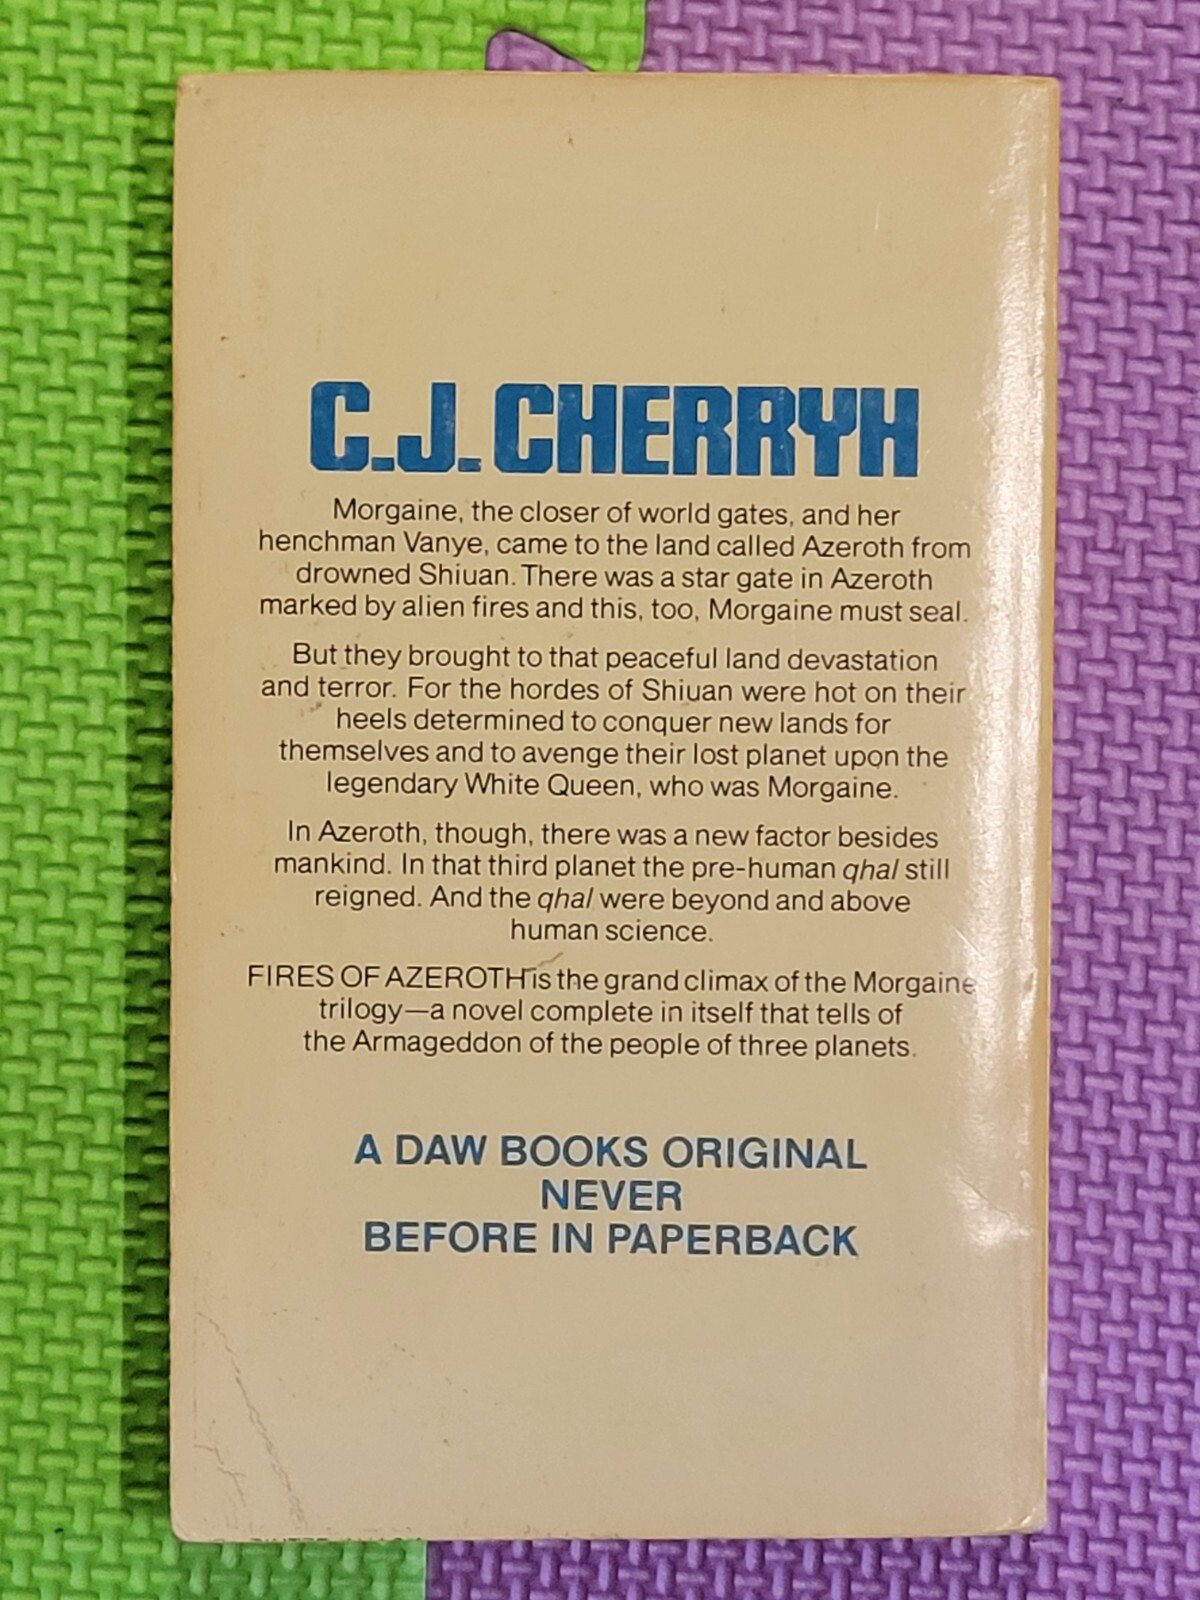 C.J. CHERRYH
Morgaine, the closer of world gates, and her
henchman Vanye, came to the land called Azeroth from
drowned Shiuan. There was a star gate in Azeroth
marked by alien fires and this, too, Morgaine must seal.
But they brought to that peaceful land devastation
and terror. For the hordes of Shiuan were hot on their
heels determined to conquer new lands for
themselves and to avenge their lost planet upon the
legendary White Queen, who was Morgaine.
In Azeroth, though, there was a new factor besides
mankind. In that third planet the pre-human qhal still
reigned. And the qhal were beyond and above
human science.
FIRES OF AZEROTH is the grand climax of the Morgaine
trilogy—a novel complete in itself that tells of
the Armageddon of the people of three planets.
A DAW BOOKS ORIGINAL
NEVER
BEFORE IN PAPERBACK